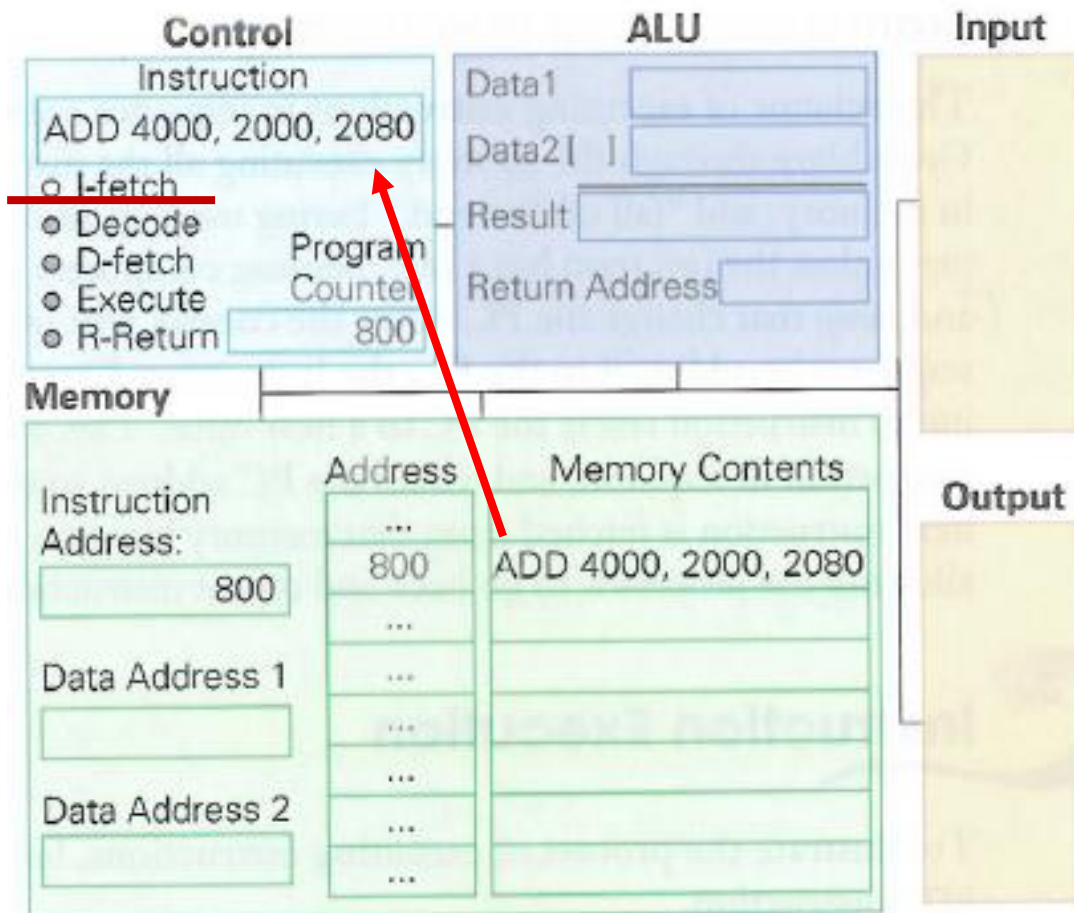 Control
Instruction
ADD 4000, 2000, 2080
I-fetch
Decode
D-fetch
Execute
R-Return
Program
Counter
800
ALU
Data1
Data2[ ]
Result
Return Address
Input
Memory
Instruction
Address:
800
Data Address 1
Data Address 2
Address
...
800
...
...
...
...
...
...
Memory Contents
ADD 4000, 2000, 2080
Output
Instruction Execution